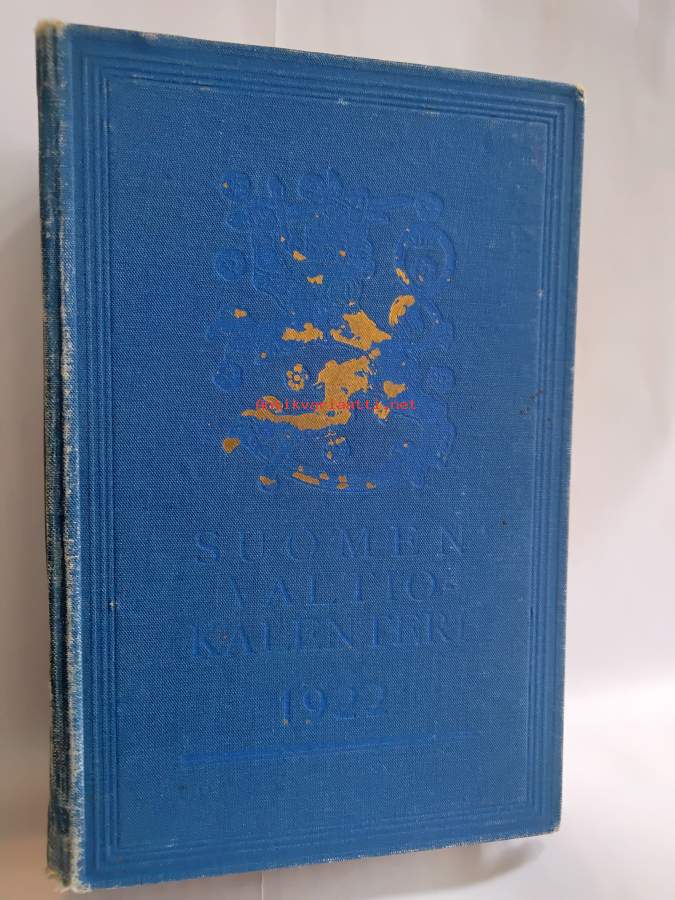 Antikvariaatti.net
SUOMEN
VALTIO-
KALENTERI
1922